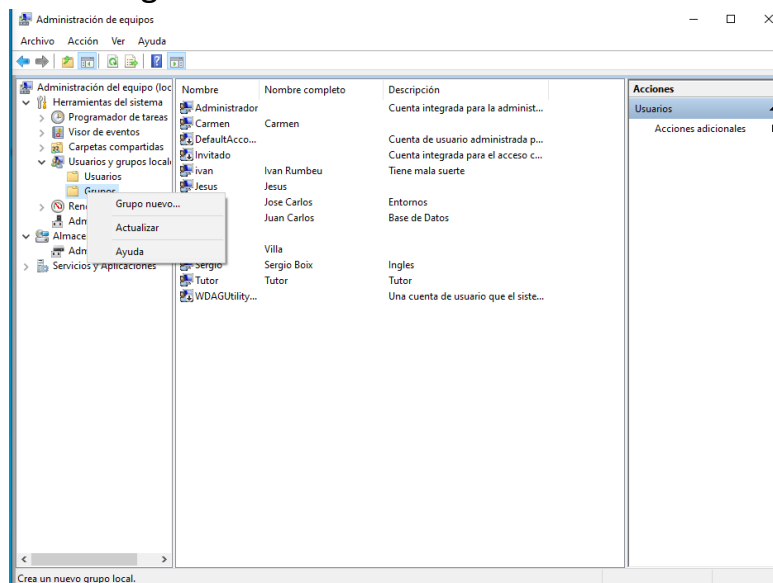 Administración de equipos
Archivo Acción Ver Ayuda
Administración del equipo (loc
Herramientas del sistema
Programador de tareas
Visor de eventos
Carpetas compartidas
Usuarios y grupos local
Usuarios
Grupos
Ren
Adm
Almace
Adm
Servicios y Aplicaciones
Grupo nuevo...
Actualizar
Ayuda
Nombre Nombre completo Descripción
Administrador Cuenta integrada para la administ...
Carmen Carmen
DefaultAcco... Cuenta de usuario administrada p...
Invitado Cuenta integrada para el acceso c...
ivan Ivan Rumbeu Tiene mala suerte
Jesus Jesus
Jose Carlos Entornos
Juan Carlos Base de Datos
Villa
Sergio Sergio Boix Ingles
Tutor Tutor Tutor
WDAGUtility... Una cuenta de usuario que el siste...
Acciones
Usuarios
Acciones adicionales
Crea un nuevo grupo local.